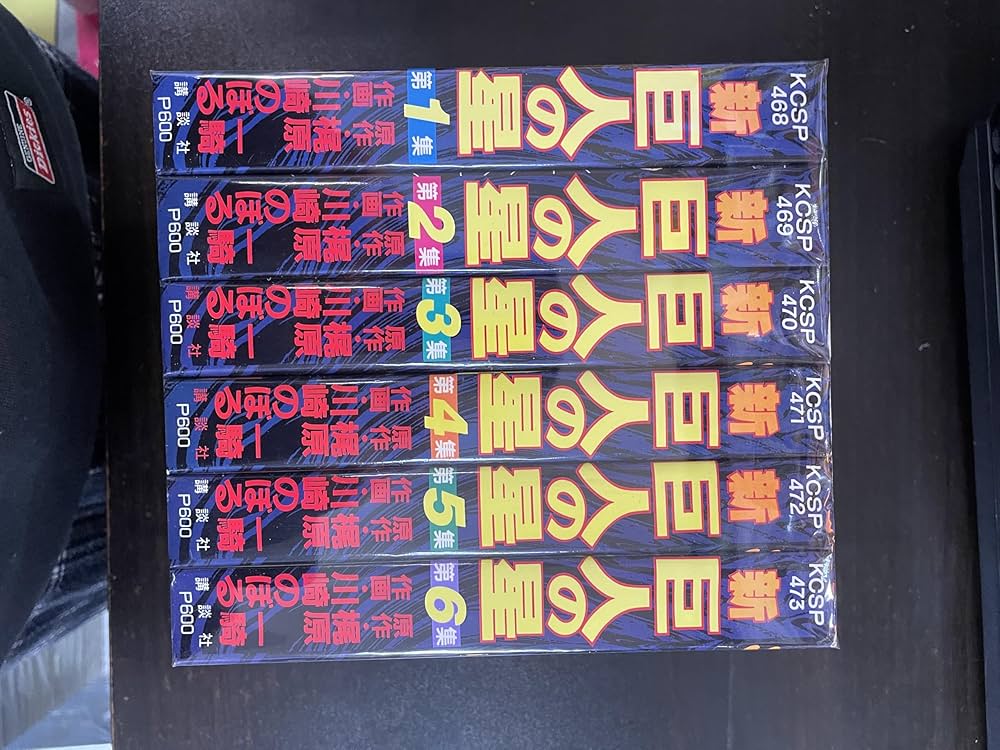 KCSP
468
新
巨人の星
第1集
原作・梶原一騎
作画・川崎のぼる
講談社
P600
KCSP
469
新
巨人の星
第2集
原作・梶原一騎
作画・川崎のぼる
講談社
P600
KCSP
470
新
巨人の星
第3集
原作・梶原一騎
作画・川崎のぼる
講談社
P600
KCSP
471
新
巨人の星
第4集
原作・梶原一騎
作画・川崎のぼる
講談社
P600
KCSP
472
新
巨人の星
第5集
原作・梶原一騎
作画・川崎のぼる
講談社
P600
KCSP
473
新
巨人の星
第6集
原作・梶原一騎
作画・川崎のぼる
講談社
P600